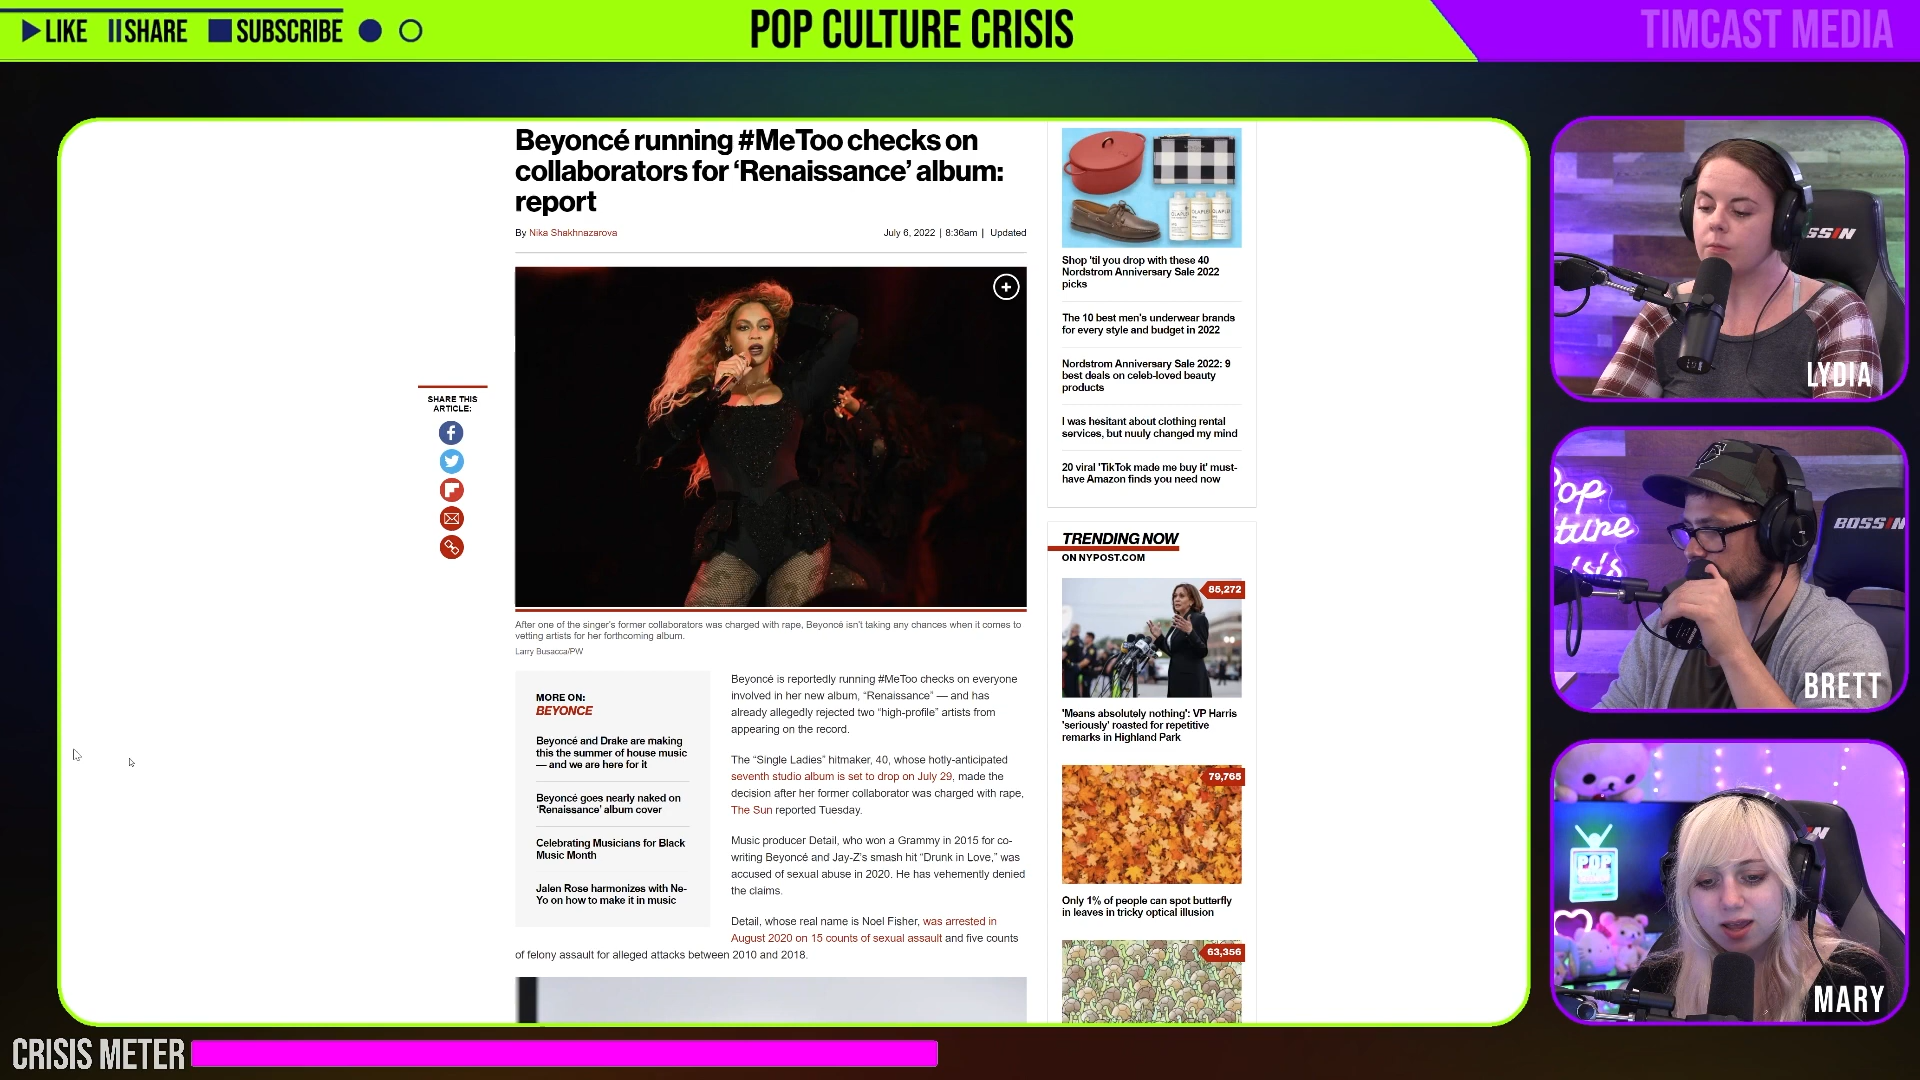 LIKE SHARE SUBSCRIBE
POP CULTURE CRISIS
TIMCAST MEDIA
Beyoncé running #MeToo checks on
collaborators for ‘Renaissance’ album:
report
By Nika Shakhnazarova
July 6, 2022 | 8:36am | Updated
SHARE THIS
ARTICLE:
After one of the singer's former collaborators was charged with rape, Beyoncé isn't taking any chances when it comes to
vetting artists for her forthcoming album.
Larry Busacca/PW
MORE ON:
BEYONCE
Beyoncé and Drake are making
this the summer of house music
— and we are here for it
Beyoncé goes nearly naked on
‘Renaissance’ album cover
Celebrating Musicians for Black
Music Month
Jalen Rose harmonizes with Ne-
Yo on how to make it in music
Beyoncé is reportedly running #MeToo checks on everyone
involved in her new album, “Renaissance” — and has
already allegedly rejected two “high-profile” artists from
appearing on the record.
The “Single Ladies” hitmaker, 40, whose hotly-anticipated
seventh studio album is set to drop on July 29, made the
decision after her former collaborator was charged with rape,
The Sun reported Tuesday.
Music producer Detail, who won a Grammy in 2015 for co-
writing Beyoncé and Jay-Z’s smash hit “Drunk in Love,” was
accused of sexual abuse in 2020. He has vehemently denied
the claims.
Detail, whose real name is Noel Fisher, was arrested in
August 2020 on 15 counts of sexual assault and five counts
of felony assault for alleged attacks between 2010 and 2018.
OLAPLEX OLAPLEX
Shop 'til you drop with these 40
Nordstrom Anniversary Sale 2022
picks
The 10 best men's underwear brands
for every style and budget in 2022
Nordstrom Anniversary Sale 2022: 9
best deals on celeb-loved beauty
products
I was hesitant about clothing rental
services, but nuuly changed my mind
20 viral 'TikTok made me buy it' must-
have Amazon finds you need now
TRENDING NOW
ON NYPOST.COM
85,272
'Means absolutely nothing': VP Harris
'seriously' roasted for repetitive
remarks in Highland Park
79,765
Only 1% of people can spot butterfly
in leaves in tricky optical illusion
63,356
SSIN
LYDIA
Pop
ture
isis
BOSSIN
BRETT
POP
IN
MARY
CRISIS METER